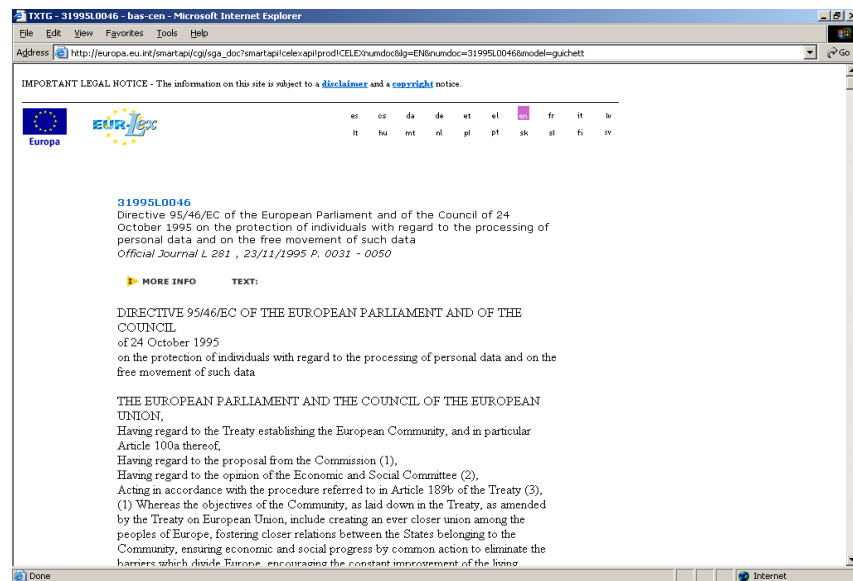 TXTG - 31995L0046 - bas-cen - Microsoft Internet Explorer
File Edit View Favorites Tools Help
Address http://europa.eu.int/smartapi/cgi/sga_doc?smartapi!celexapi!prod!CELEXnumdoc&lg=EN&numdoc=31995L0046&model=guichett Go
IMPORTANT LEGAL NOTICE - The information on this site is subject to a disclaimer and a copyright notice.
Europa
EUR-Lex
es cs da de et el en fr it lv
lt hu mt nl pl pt sk sl fi sv
31995L0046
Directive 95/46/EC of the European Parliament and of the Council of 24
October 1995 on the protection of individuals with regard to the processing of
personal data and on the free movement of such data
Official Journal L 281 , 23/11/1995 P. 0031 - 0050
MORE INFO TEXT:
DIRECTIVE 95/46/EC OF THE EUROPEAN PARLIAMENT AND OF THE
COUNCIL
of 24 October 1995
on the protection of individuals with regard to the processing of personal data and on the
free movement of such data
THE EUROPEAN PARLIAMENT AND THE COUNCIL OF THE EUROPEAN
UNION,
Having regard to the Treaty establishing the European Community, and in particular
Article 100a thereof,
Having regard to the proposal from the Commission (1),
Having regard to the opinion of the Economic and Social Committee (2),
Acting in accordance with the procedure referred to in Article 189b of the Treaty (3),
(1) Whereas the objectives of the Community, as laid down in the Treaty, as amended
by the Treaty on European Union, include creating an ever closer union among the
peoples of Europe, fostering closer relations between the States belonging to the
Community, ensuring economic and social progress by common action to eliminate the
barriers which divide Europe, encouraging the constant improvement of the living
Done Internet